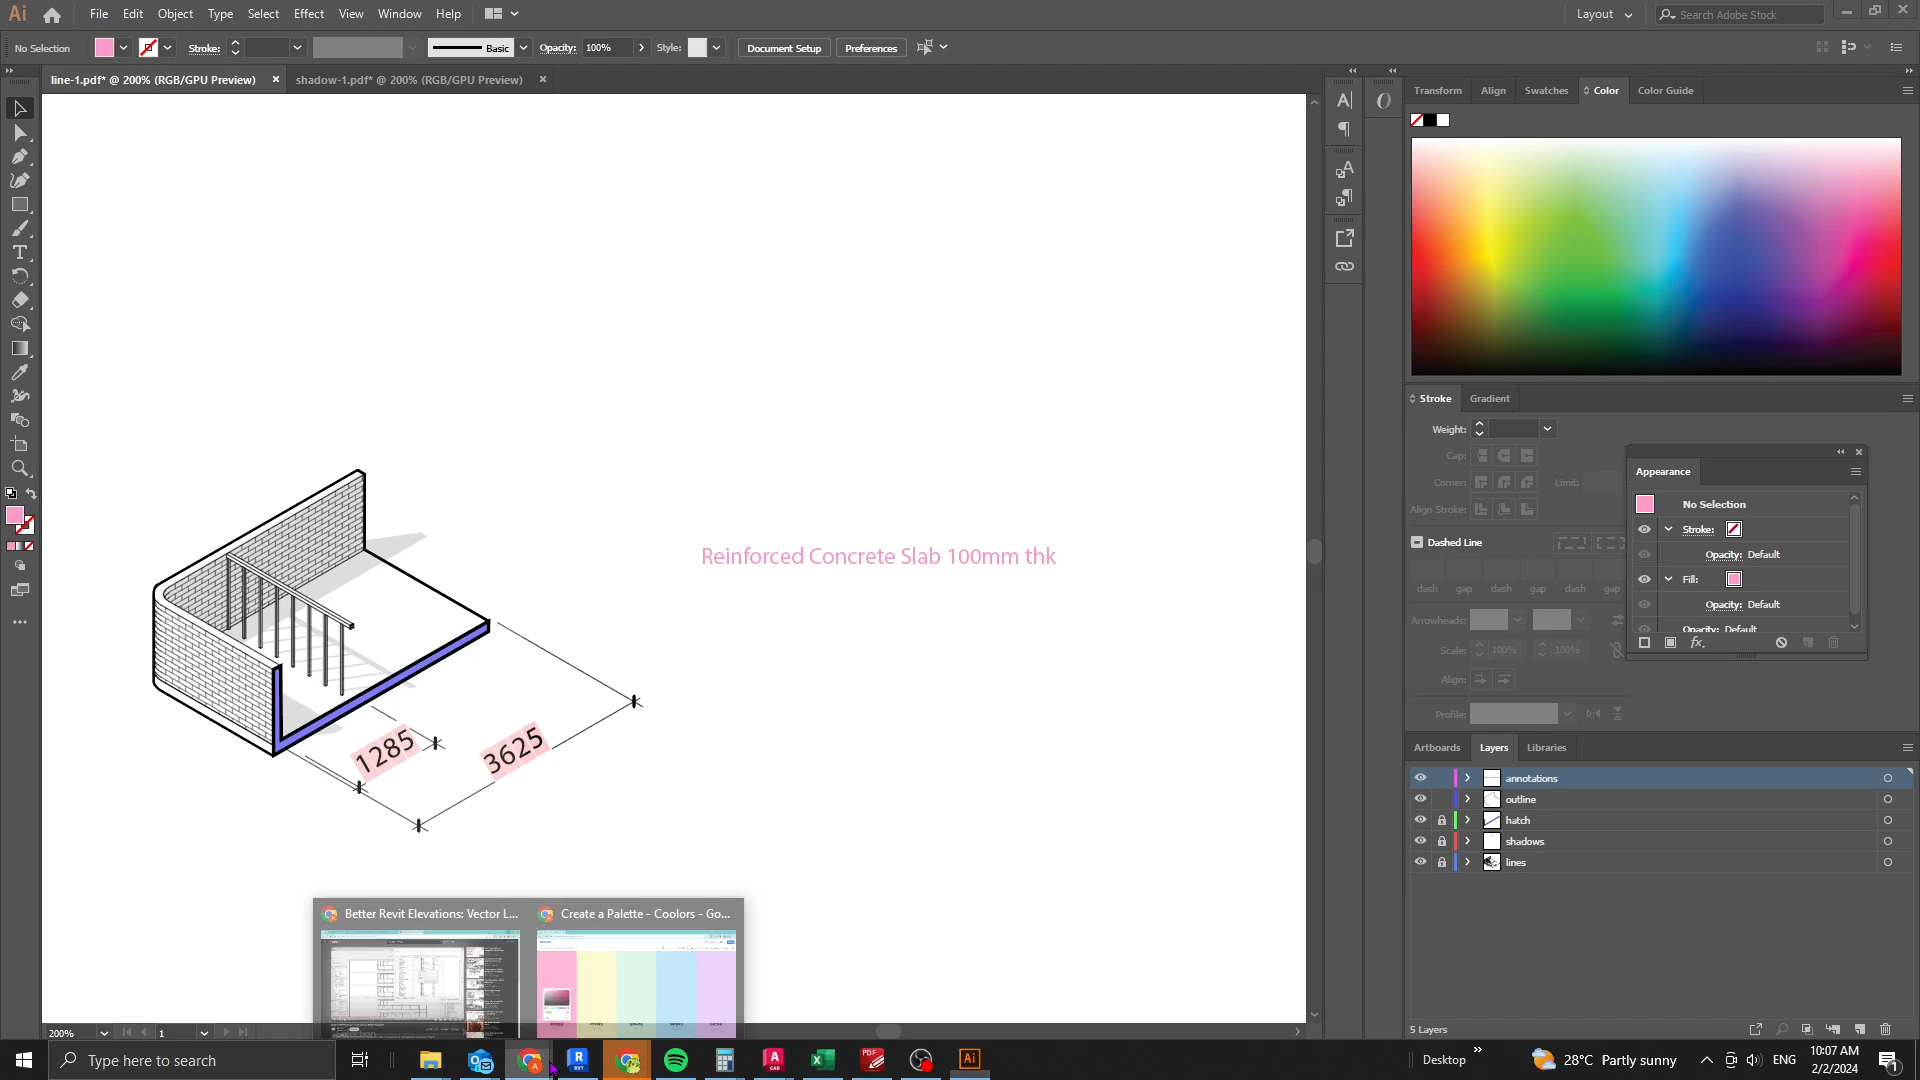 Ai File Edit Object Type Select Effect View Window Help Layout Search Adobe Stock
No Selection Stroke: Basic Opacity: 100% Style: Document Setup Preferences
line-1.pdf* @ 200% (RGB/GPU Preview) shadow-1.pdf* @ 200% (RGB/GPU Preview)
Transform Align Swatches Color Color Guide
Stroke Gradient
Weight:
Cap:
Corner: Limit:
Align Stroke:
Dashed Line
dash gap dash gap dash gap
Arrowheads:
Scale: 100% 100%
Align:
Profile:
Appearance
No Selection
Stroke:
Opacity: Default
Fill:
Opacity: Default
Opacity: Default
Reinforced Concrete Slab 100mm thk
1285
3625
Artboards Layers Libraries
annotations
outline
hatch
shadows
lines
5 Layers
Better Revit Elevations: Vector L... Create a Palette - Coolors - Go...
200% 1
Type here to search
Desktop 28°C Partly sunny ENG 10:07 AM
2/2/2024
1